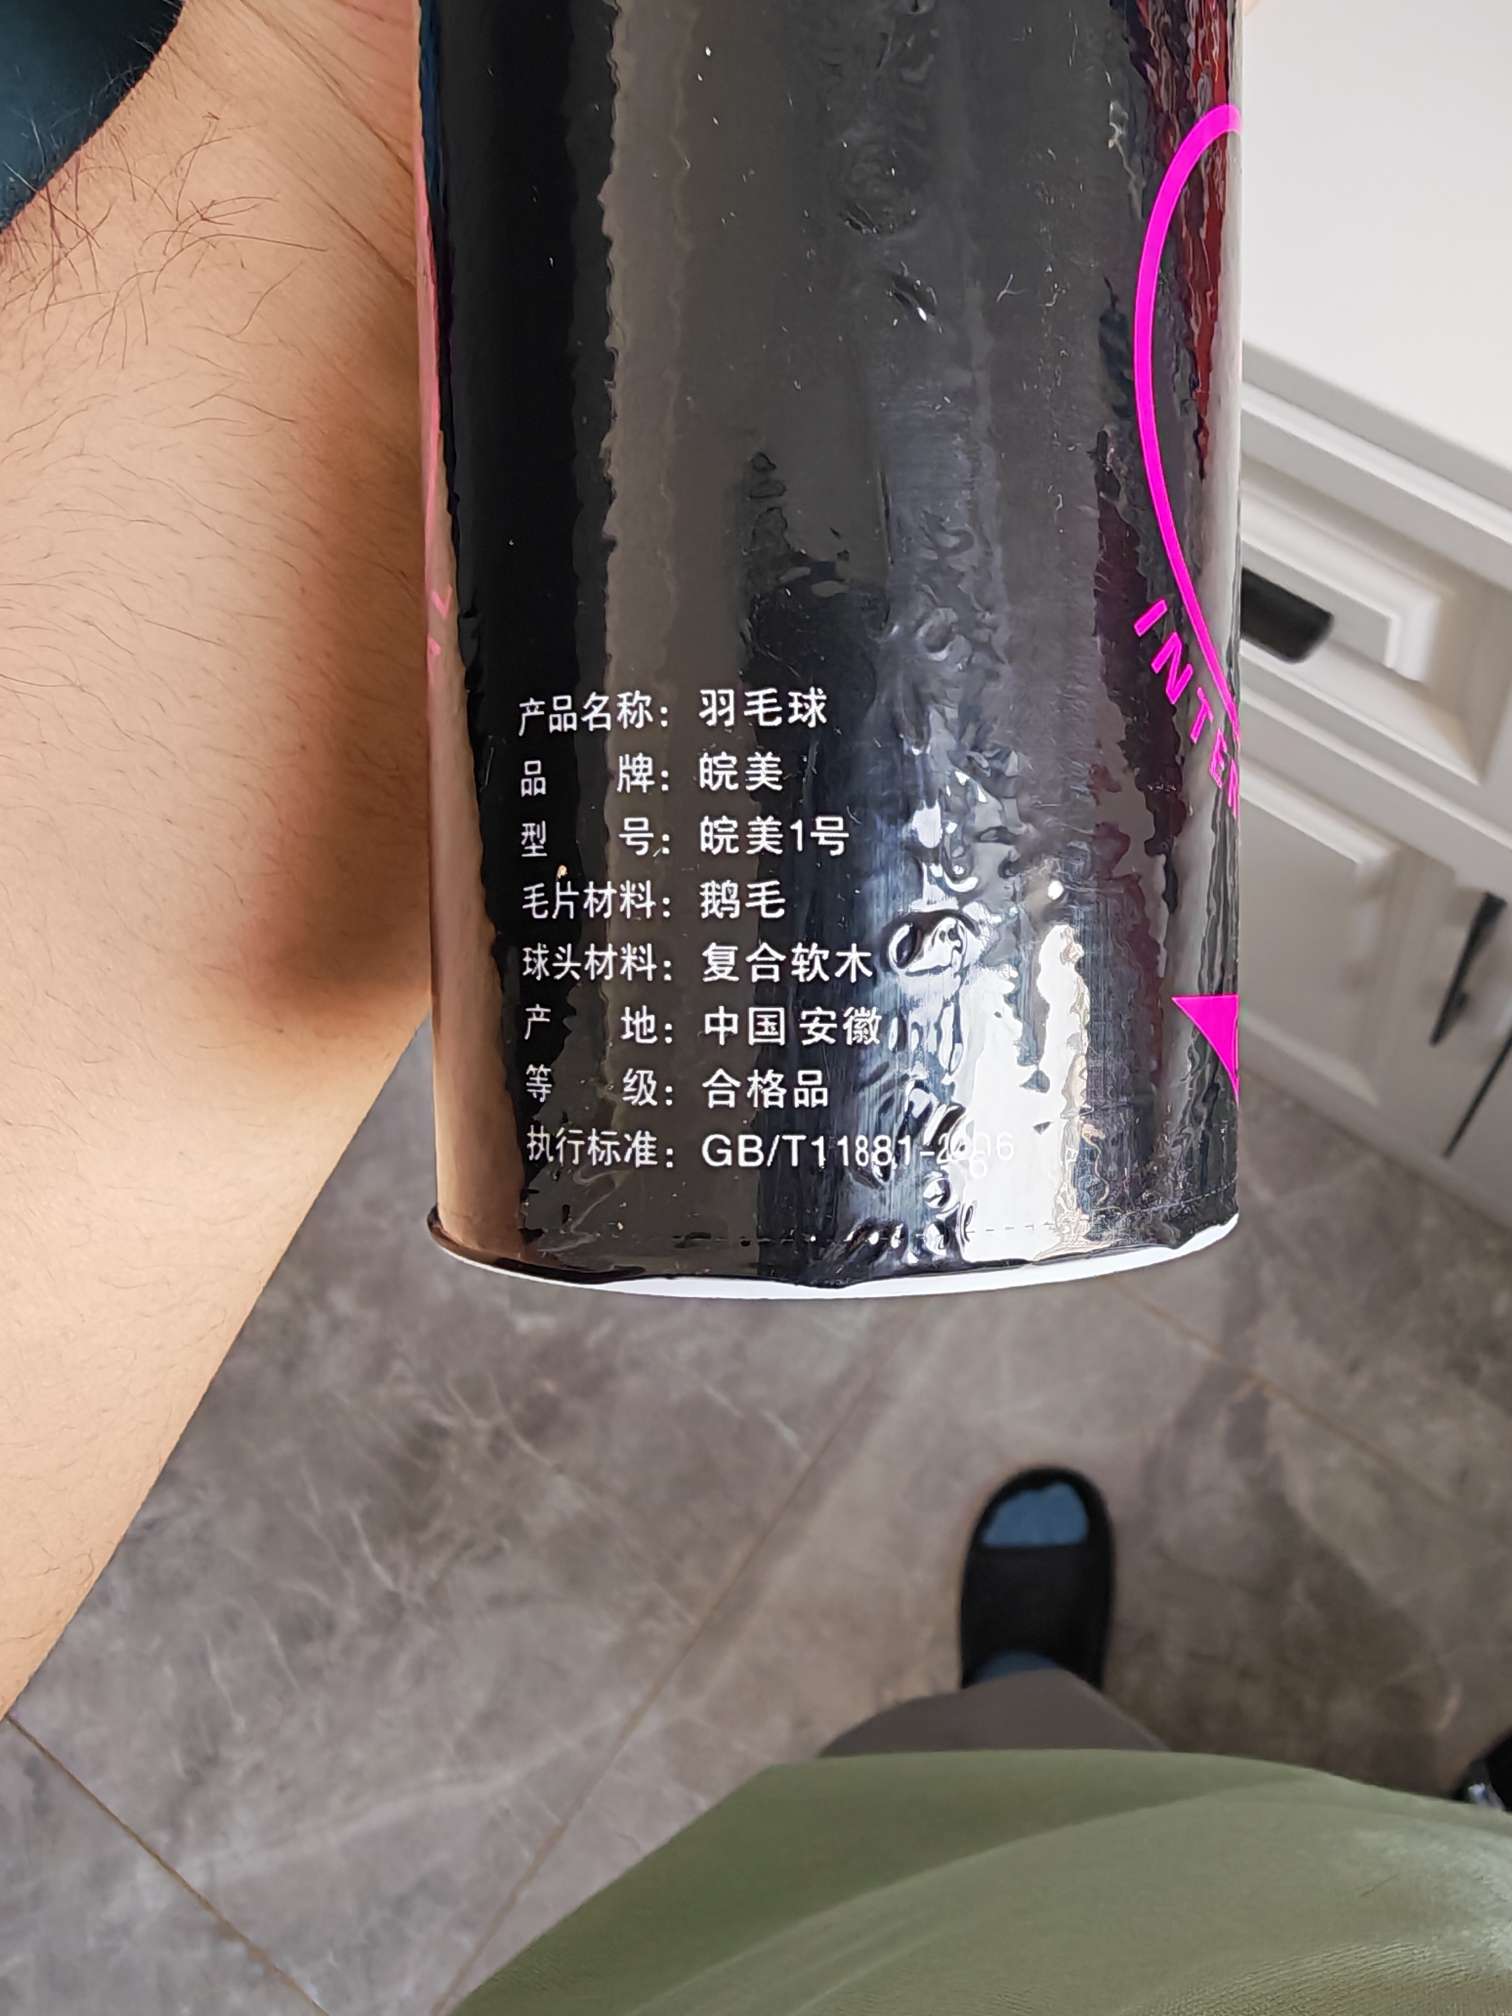 产品名称：羽毛球
品　　牌：皖美
型　　号：皖美1号
毛片材料：鹅毛
球头材料：复合软木
产　　地：中国 安徽
等　　级：合格品
执行标准：GB/T11881-2006
INTER